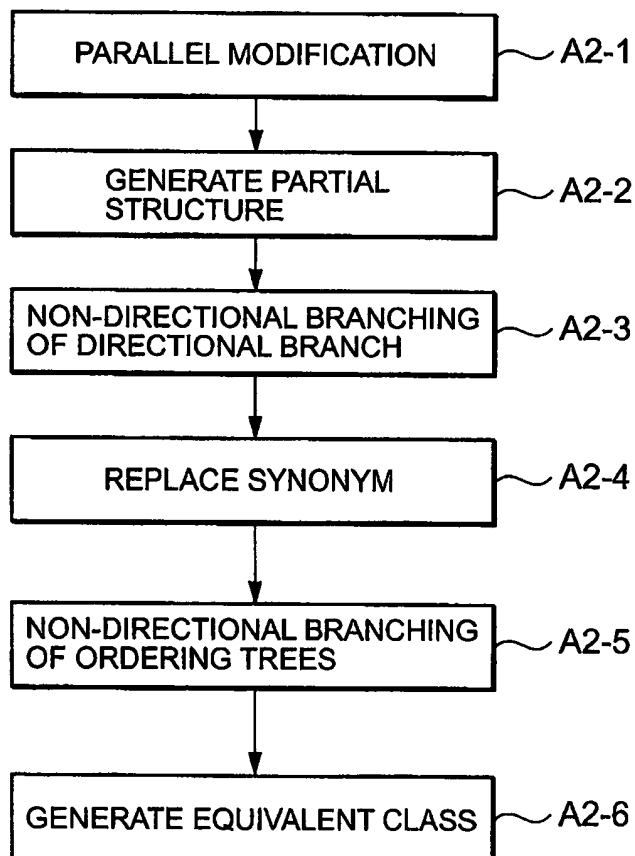 PARALLEL MODIFICATION
A2-1
GENERATE PARTIAL
STRUCTURE
A2-2
NON-DIRECTIONAL BRANCHING
OF DIRECTIONAL BRANCH
A2-3
REPLACE SYNONYM
A2-4
NON-DIRECTIONAL BRANCHING
OF ORDERING TREES
A2-5
GENERATE EQUIVALENT CLASS
A2-6